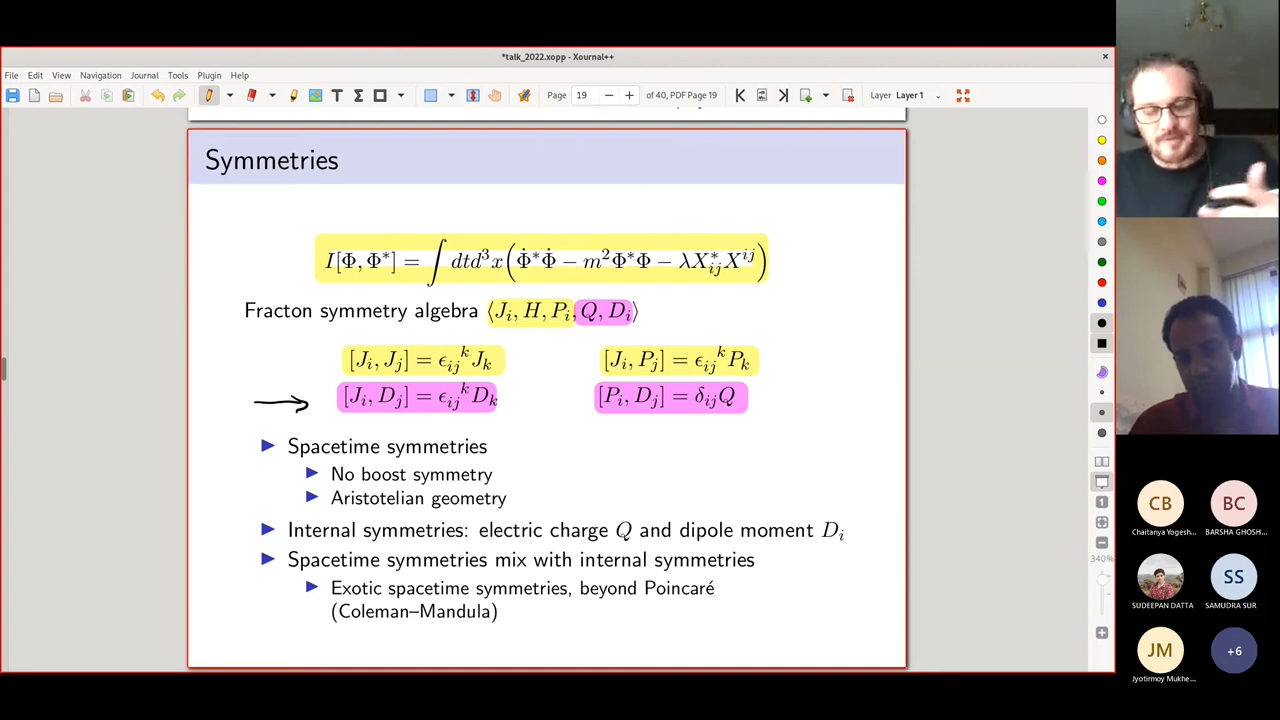 *talk_2022.xopp - Xournal++
File Edit View Navigation Journal Tools Plugin Help
Page 19 of 40, PDF Page 19 Layer Layer 1
Symmetries
I[Φ, Φ*] = ∫ dtd³x(Φ̇*Φ̇ − m²Φ*Φ − λX*ᵢⱼXⁱʲ)
Fracton symmetry algebra ⟨Jᵢ, H, Pᵢ, Q, Dᵢ⟩
[Jᵢ, Jⱼ] = ϵᵢⱼᵏJₖ [Jᵢ, Pⱼ] = ϵᵢⱼᵏPₖ
[Jᵢ, Dⱼ] = ϵᵢⱼᵏDₖ [Pᵢ, Dⱼ] = δᵢⱼQ
Spacetime symmetries
No boost symmetry
Aristotelian geometry
Internal symmetries: electric charge Q and dipole moment Dᵢ
Spacetime symmetries mix with internal symmetries
Exotic spacetime symmetries, beyond Poincaré
(Coleman–Mandula)
340%
CB BC
Chaitanya Yogesh... BARSHA GHOSH...
SS
SUDEEPAN DATTA SAMUDRA SUR
JM +6
Jyotirmoy Mukhe...